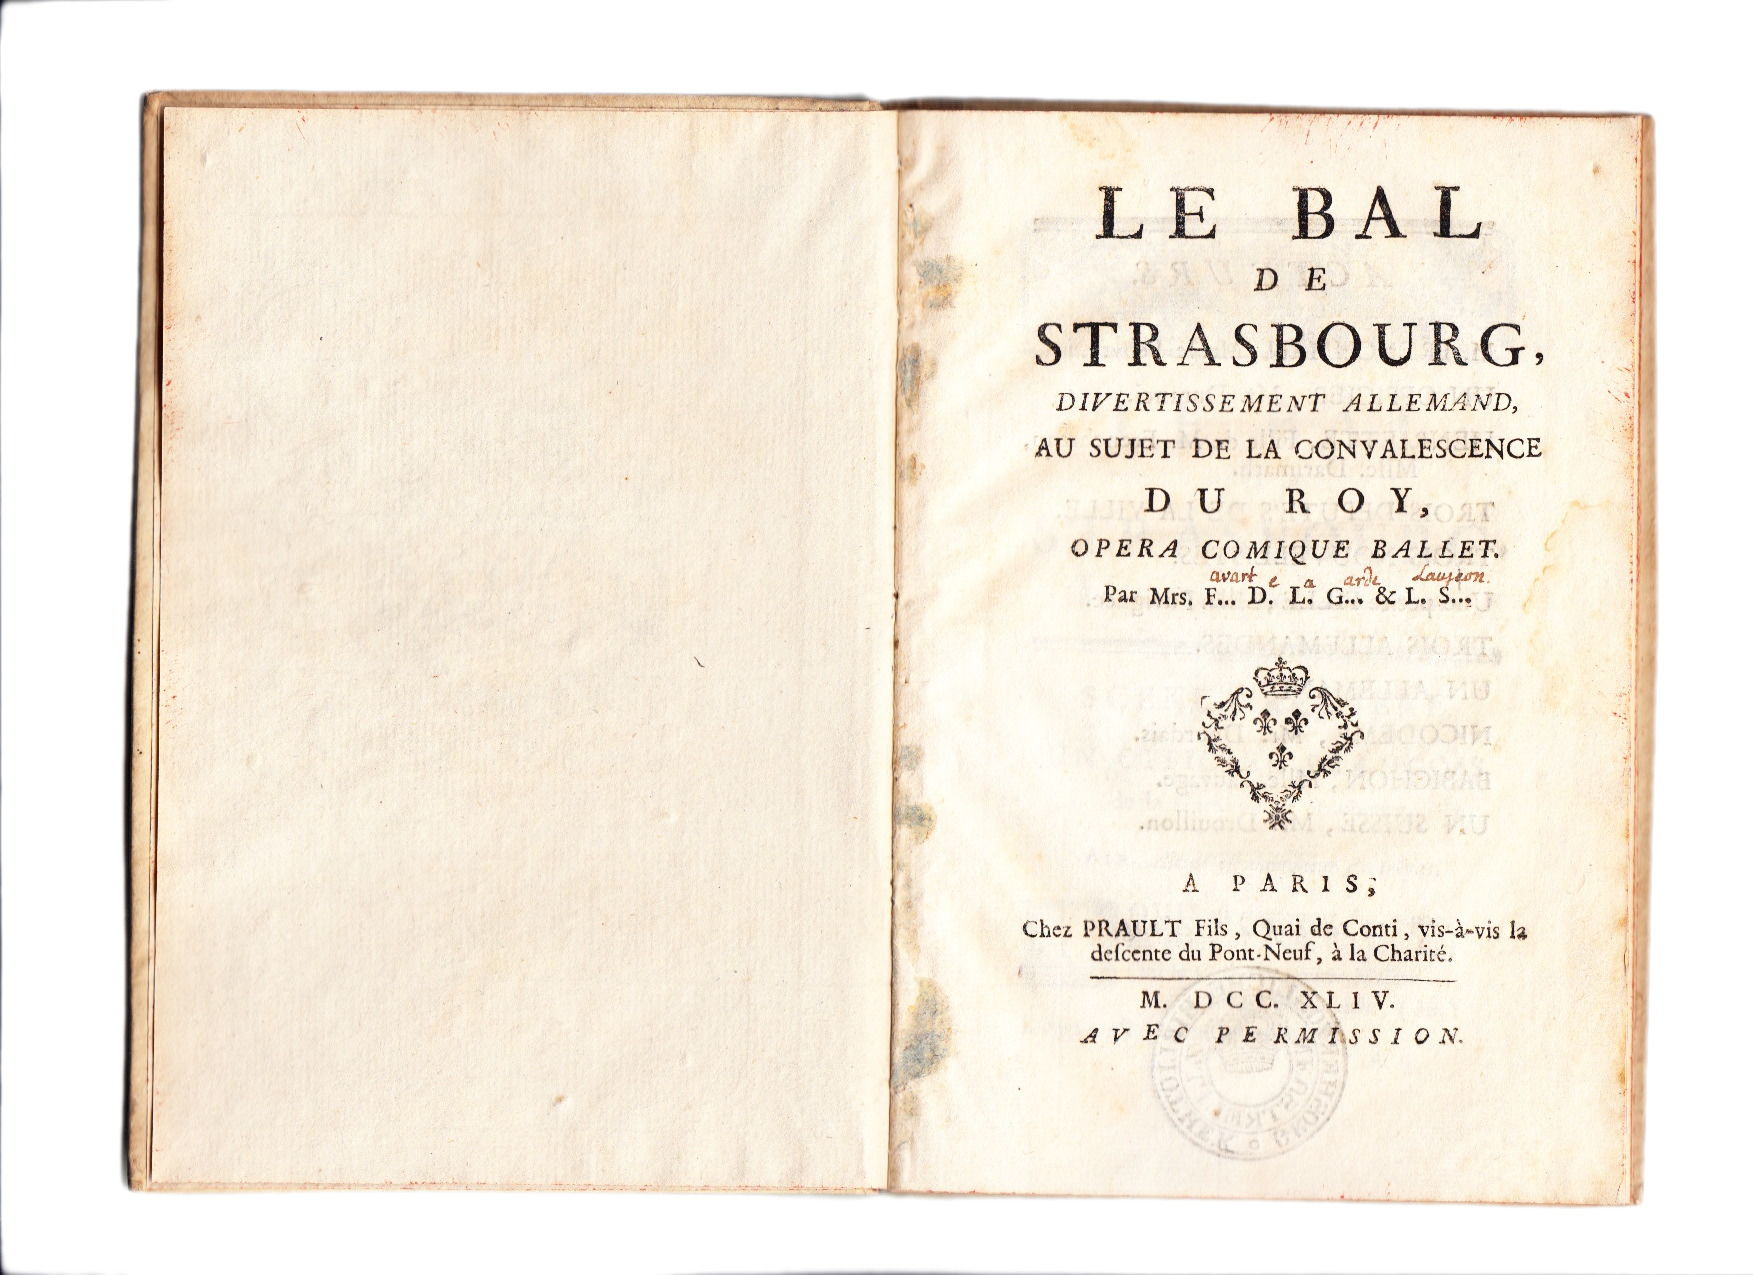 LE BAL
DE
STRASBOURG,
DIVERTISSEMENT ALLEMAND,
AU SUJET DE LA CONVALESCENCE
DU ROY,
OPERA COMIQUE BALLET.
avart e a arde Laujeon.
Par Mrs. F... D. L. G... & L. S...
A PARIS,
Chez PRAULT Fils, Quai de Conti, vis-à-vis la
deſcente du Pont-Neuf, à la Charité.
M. DCC. XLIV.
AVEC PERMISSION.